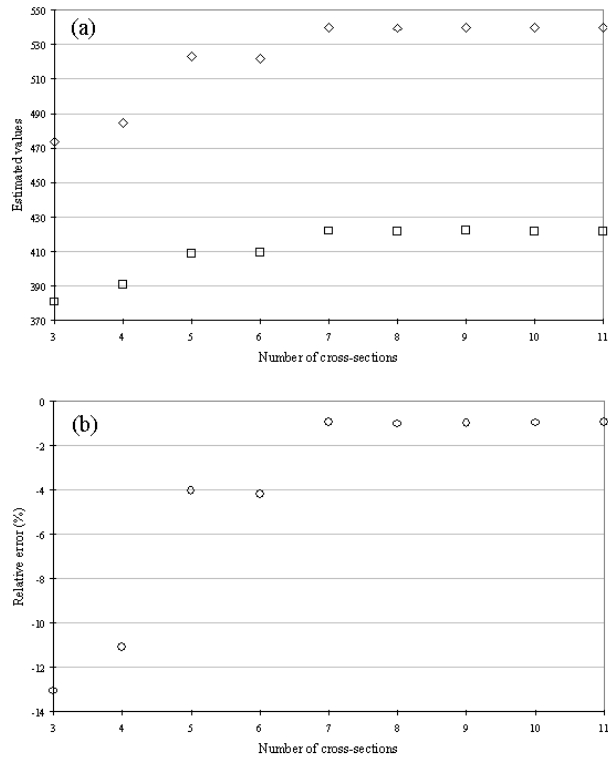 (a)
550
530
510
490
470
450
430
410
390
370
Estimated values
3 4 5 6 7 8 9 10 11
Number of cross-sections
(b)
0
-2
-4
-6
-8
-10
-12
-14
Relative error (%)
3 4 5 6 7 8 9 10 11
Number of cross-sections